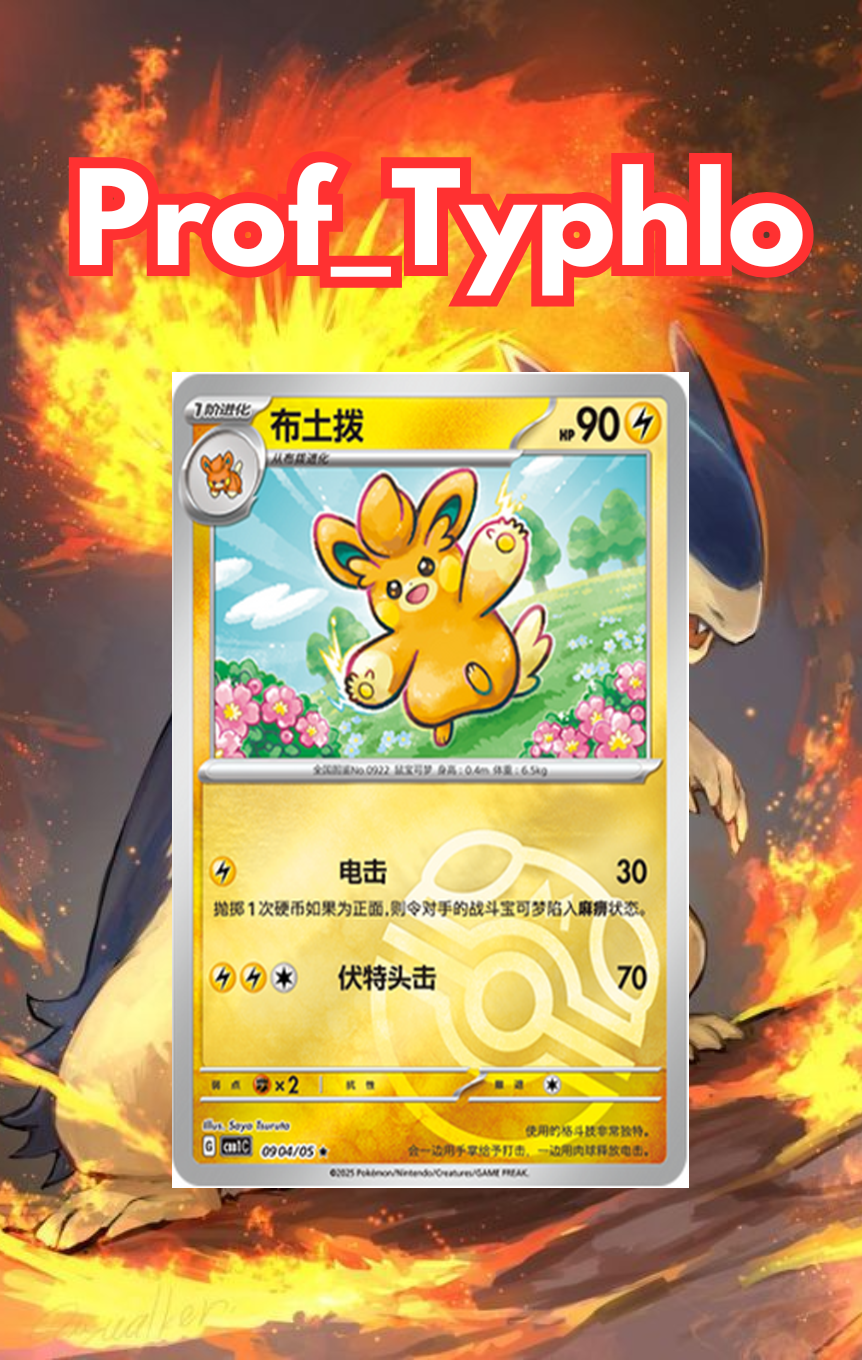 Prof_Typhlo
1阶进化
布土拨
HP 90
从布拨进化
全国图鉴No.0922 鼠宝可梦 身高：0.4m 体重：6.5kg
电击 30
抛掷1次硬币如果为正面，则令对手的战斗宝可梦陷入麻痹状态。
伏特头击 70
弱点 ×2 抗性 撤退
Illus. Saya Tsuruta
使用的格斗技非常独特。
G CBB1C 0904/05 ★
会一边用手掌给予打击，一边用肉球释放电击。
©2025 Pokémon/Nintendo/Creatures/GAME FREAK.